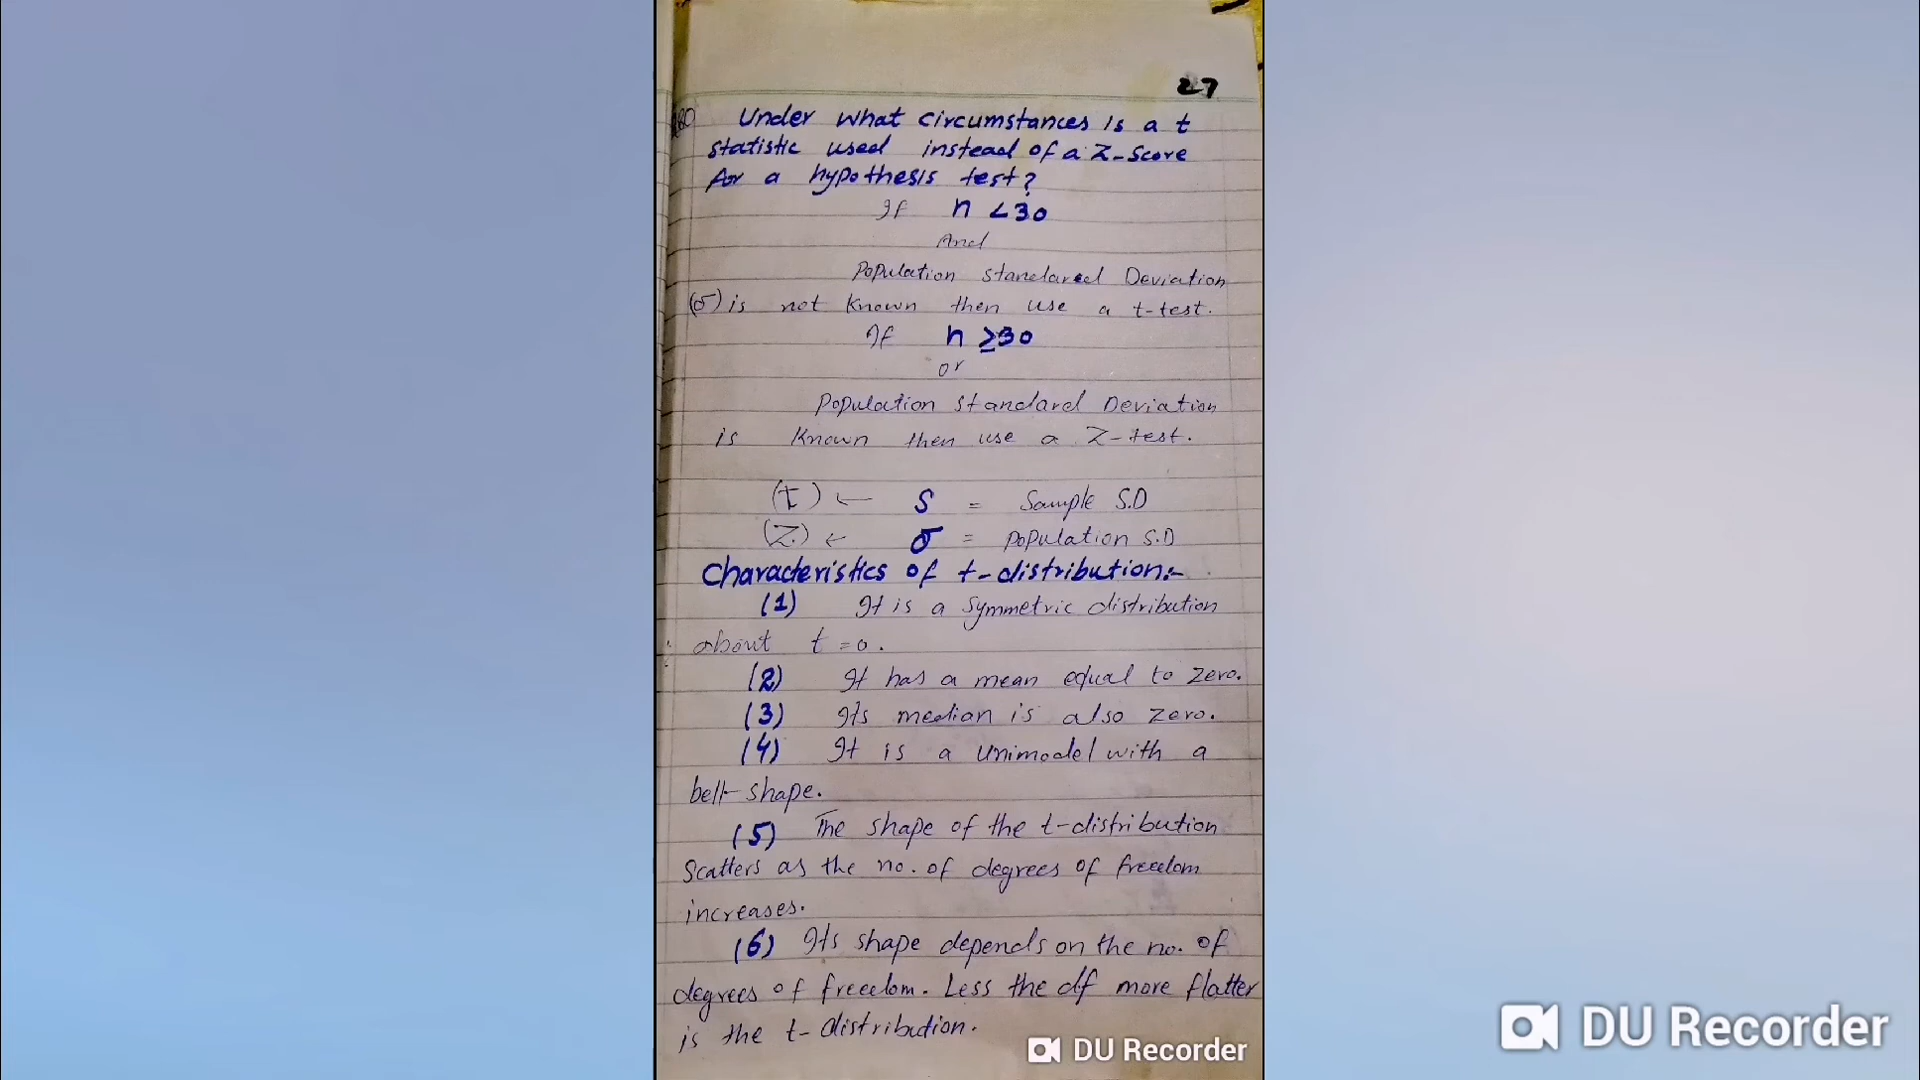 27
Under what circumstances is a t
statistic used instead of a Z-Score
for a hypothesis test?
If n <30
And
Population Standared Deviation
(σ) is not Known then use a t-test.
If n ≥30
or
Population Standard Deviation
is Known then use a Z-test.
(t) ← S = Sample S.D
(Z.) ← σ = Population S.D
Characteristics of t-distribution:-
(1) It is a Symmetric distribution
about t=0.
(2) It has a mean equal to Zero.
(3) Its median is also Zero.
(4) It is a Unimodel with a
bell-shape.
(5) The shape of the t-distribution
Scatters as the no. of degrees of freedom
increases.
(6) Its shape depends on the no. of
degrees of freedom. Less the df more flatter
is the t-distribution.
DU Recorder
DU Recorder